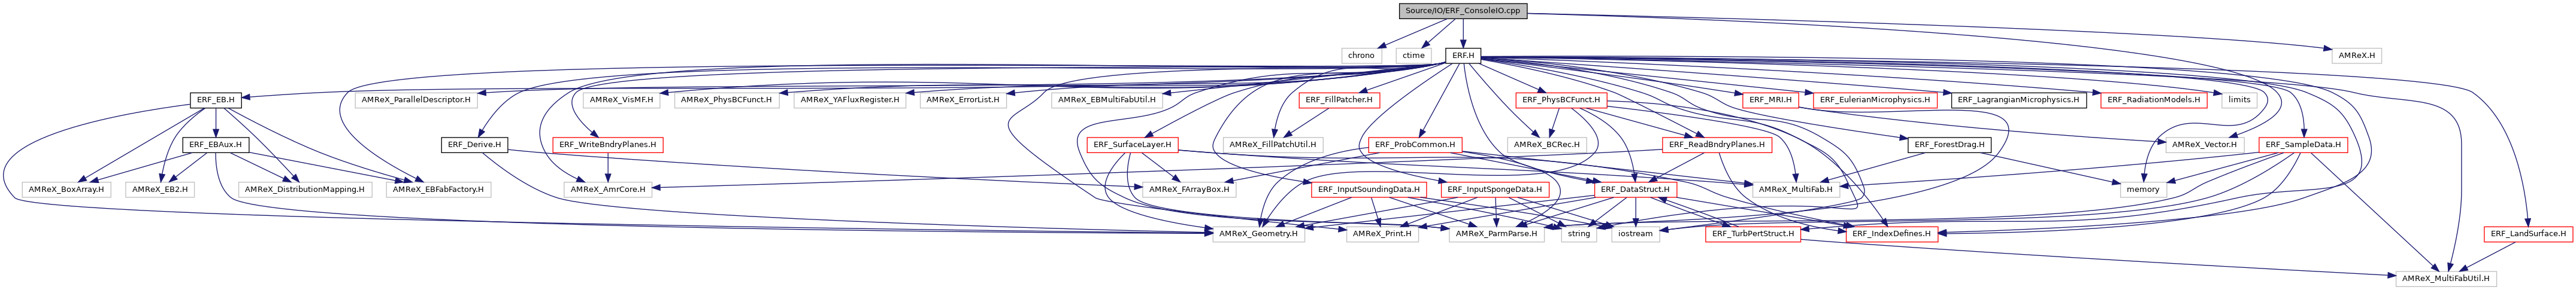 Source/IO/ERF_ConsoleIO.cpp
chrono
ctime
ERF.H
AMReX.H
ERF_EB.H
AMReX_ParallelDescriptor.H
AMReX_VisMF.H
AMReX_PhysBCFunct.H
AMReX_YAFluxRegister.H
AMReX_ErrorList.H
AMReX_EBMultiFabUtil.H
ERF_FillPatcher.H
ERF_PhysBCFunct.H
ERF_MRI.H
ERF_EulerianMicrophysics.H
ERF_LagrangianMicrophysics.H
ERF_RadiationModels.H
limits
ERF_EBAux.H
ERF_Derive.H
ERF_WriteBndryPlanes.H
ERF_SurfaceLayer.H
AMReX_FillPatchUtil.H
ERF_ProbCommon.H
AMReX_BCRec.H
ERF_ReadBndryPlanes.H
ERF_ForestDrag.H
AMReX_Vector.H
ERF_SampleData.H
AMReX_BoxArray.H
AMReX_EB2.H
AMReX_DistributionMapping.H
AMReX_EBFabFactory.H
AMReX_AmrCore.H
AMReX_FArrayBox.H
ERF_InputSoundingData.H
ERF_InputSpongeData.H
ERF_DataStruct.H
AMReX_MultiFab.H
memory
AMReX_Geometry.H
AMReX_Print.H
AMReX_ParmParse.H
string
iostream
ERF_TurbPertStruct.H
ERF_IndexDefines.H
ERF_LandSurface.H
AMReX_MultiFabUtil.H